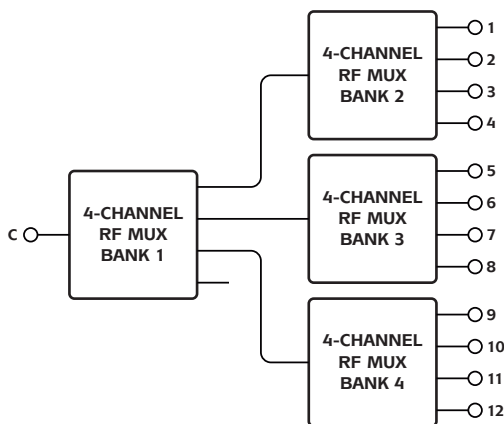 4-CHANNEL
RF MUX
BANK 2
1
2
3
4
C
4-CHANNEL
RF MUX
BANK 1
4-CHANNEL
RF MUX
BANK 3
5
6
7
8
4-CHANNEL
RF MUX
BANK 4
9
10
11
12